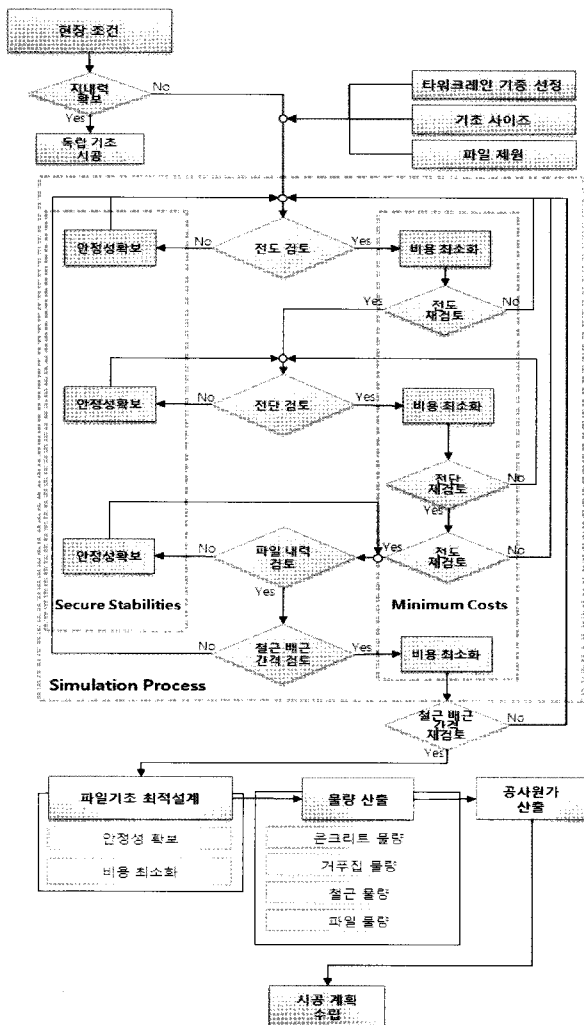 현장 조건
지내력
확보
No
Yes
독립 기초
시공
타워크레인 기종 선정
기초 사이즈
파일 제원
안정성확보
No
전도 검토
Yes
비용 최소화
Yes
전도
재검토
No
안정성확보
No
전단 검토
Yes
비용 최소화
전단
재검토
No
Yes
안정성확보
No
파일 내력
검토
Yes
전도
재검토
No
Yes
Secure Stabilities
Minimum Costs
No
철근 배근
간격 검토
Yes
비용 최소화
Simulation Process
철근 배근
간격
재검토
No
Yes
파일기초 최적설계
안정성 확보
비용 최소화
물량 산출
콘크리트 물량
거푸집 물량
철근 물량
파일 물량
공사원가
산출
시공 계획
수립